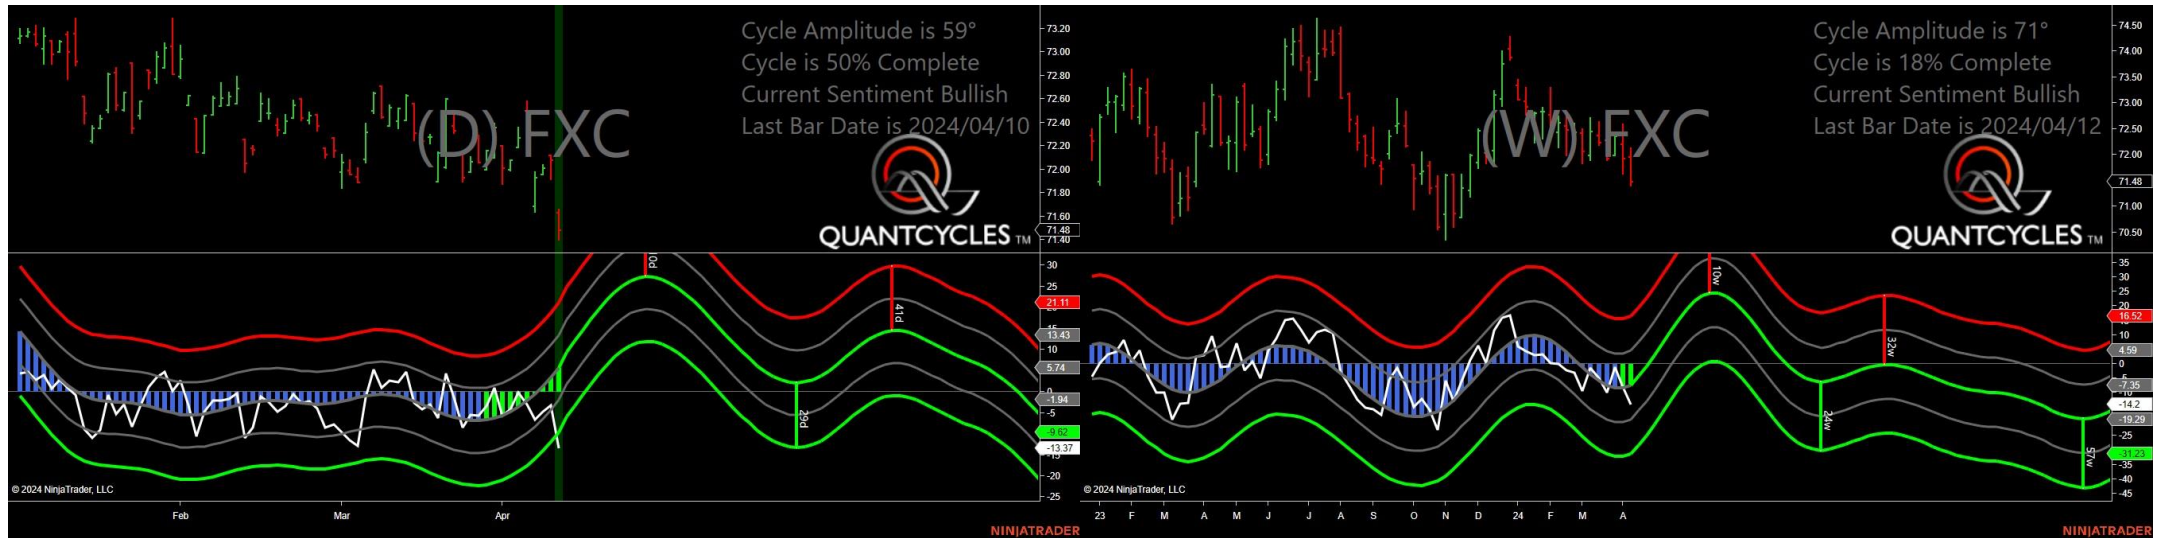 Cycle Amplitude is 59°
Cycle is 50% Complete
Current Sentiment Bullish
Last Bar Date is 2024/04/10
(D) FXC
QUANTCYCLES TM
73.20
73.00
72.80
72.60
72.40
72.20
72.00
71.80
71.60
71.48
71.40
30
25
21.11
15
13.43
10
5.74
0
-1.94
-5
-9.62
-13.37
-15
-20
-25
10d
29d
41d
© 2024 NinjaTrader, LLC
Feb
Mar
Apr
NINJATRADER
Cycle Amplitude is 71°
Cycle is 18% Complete
Current Sentiment Bullish
Last Bar Date is 2024/04/12
(W) FXC
QUANTCYCLES TM
74.50
74.00
73.50
73.00
72.50
72.00
71.48
71.00
70.50
35
30
25
20
16.52
10
4.59
0
-5
-7.35
-10
-14.2
-19.29
-25
-31.23
-35
-40
-45
10w
24w
32w
57w
© 2024 NinjaTrader, LLC
23
F
M
A
M
J
J
A
S
O
N
D
24
F
M
A
NINJATRADER